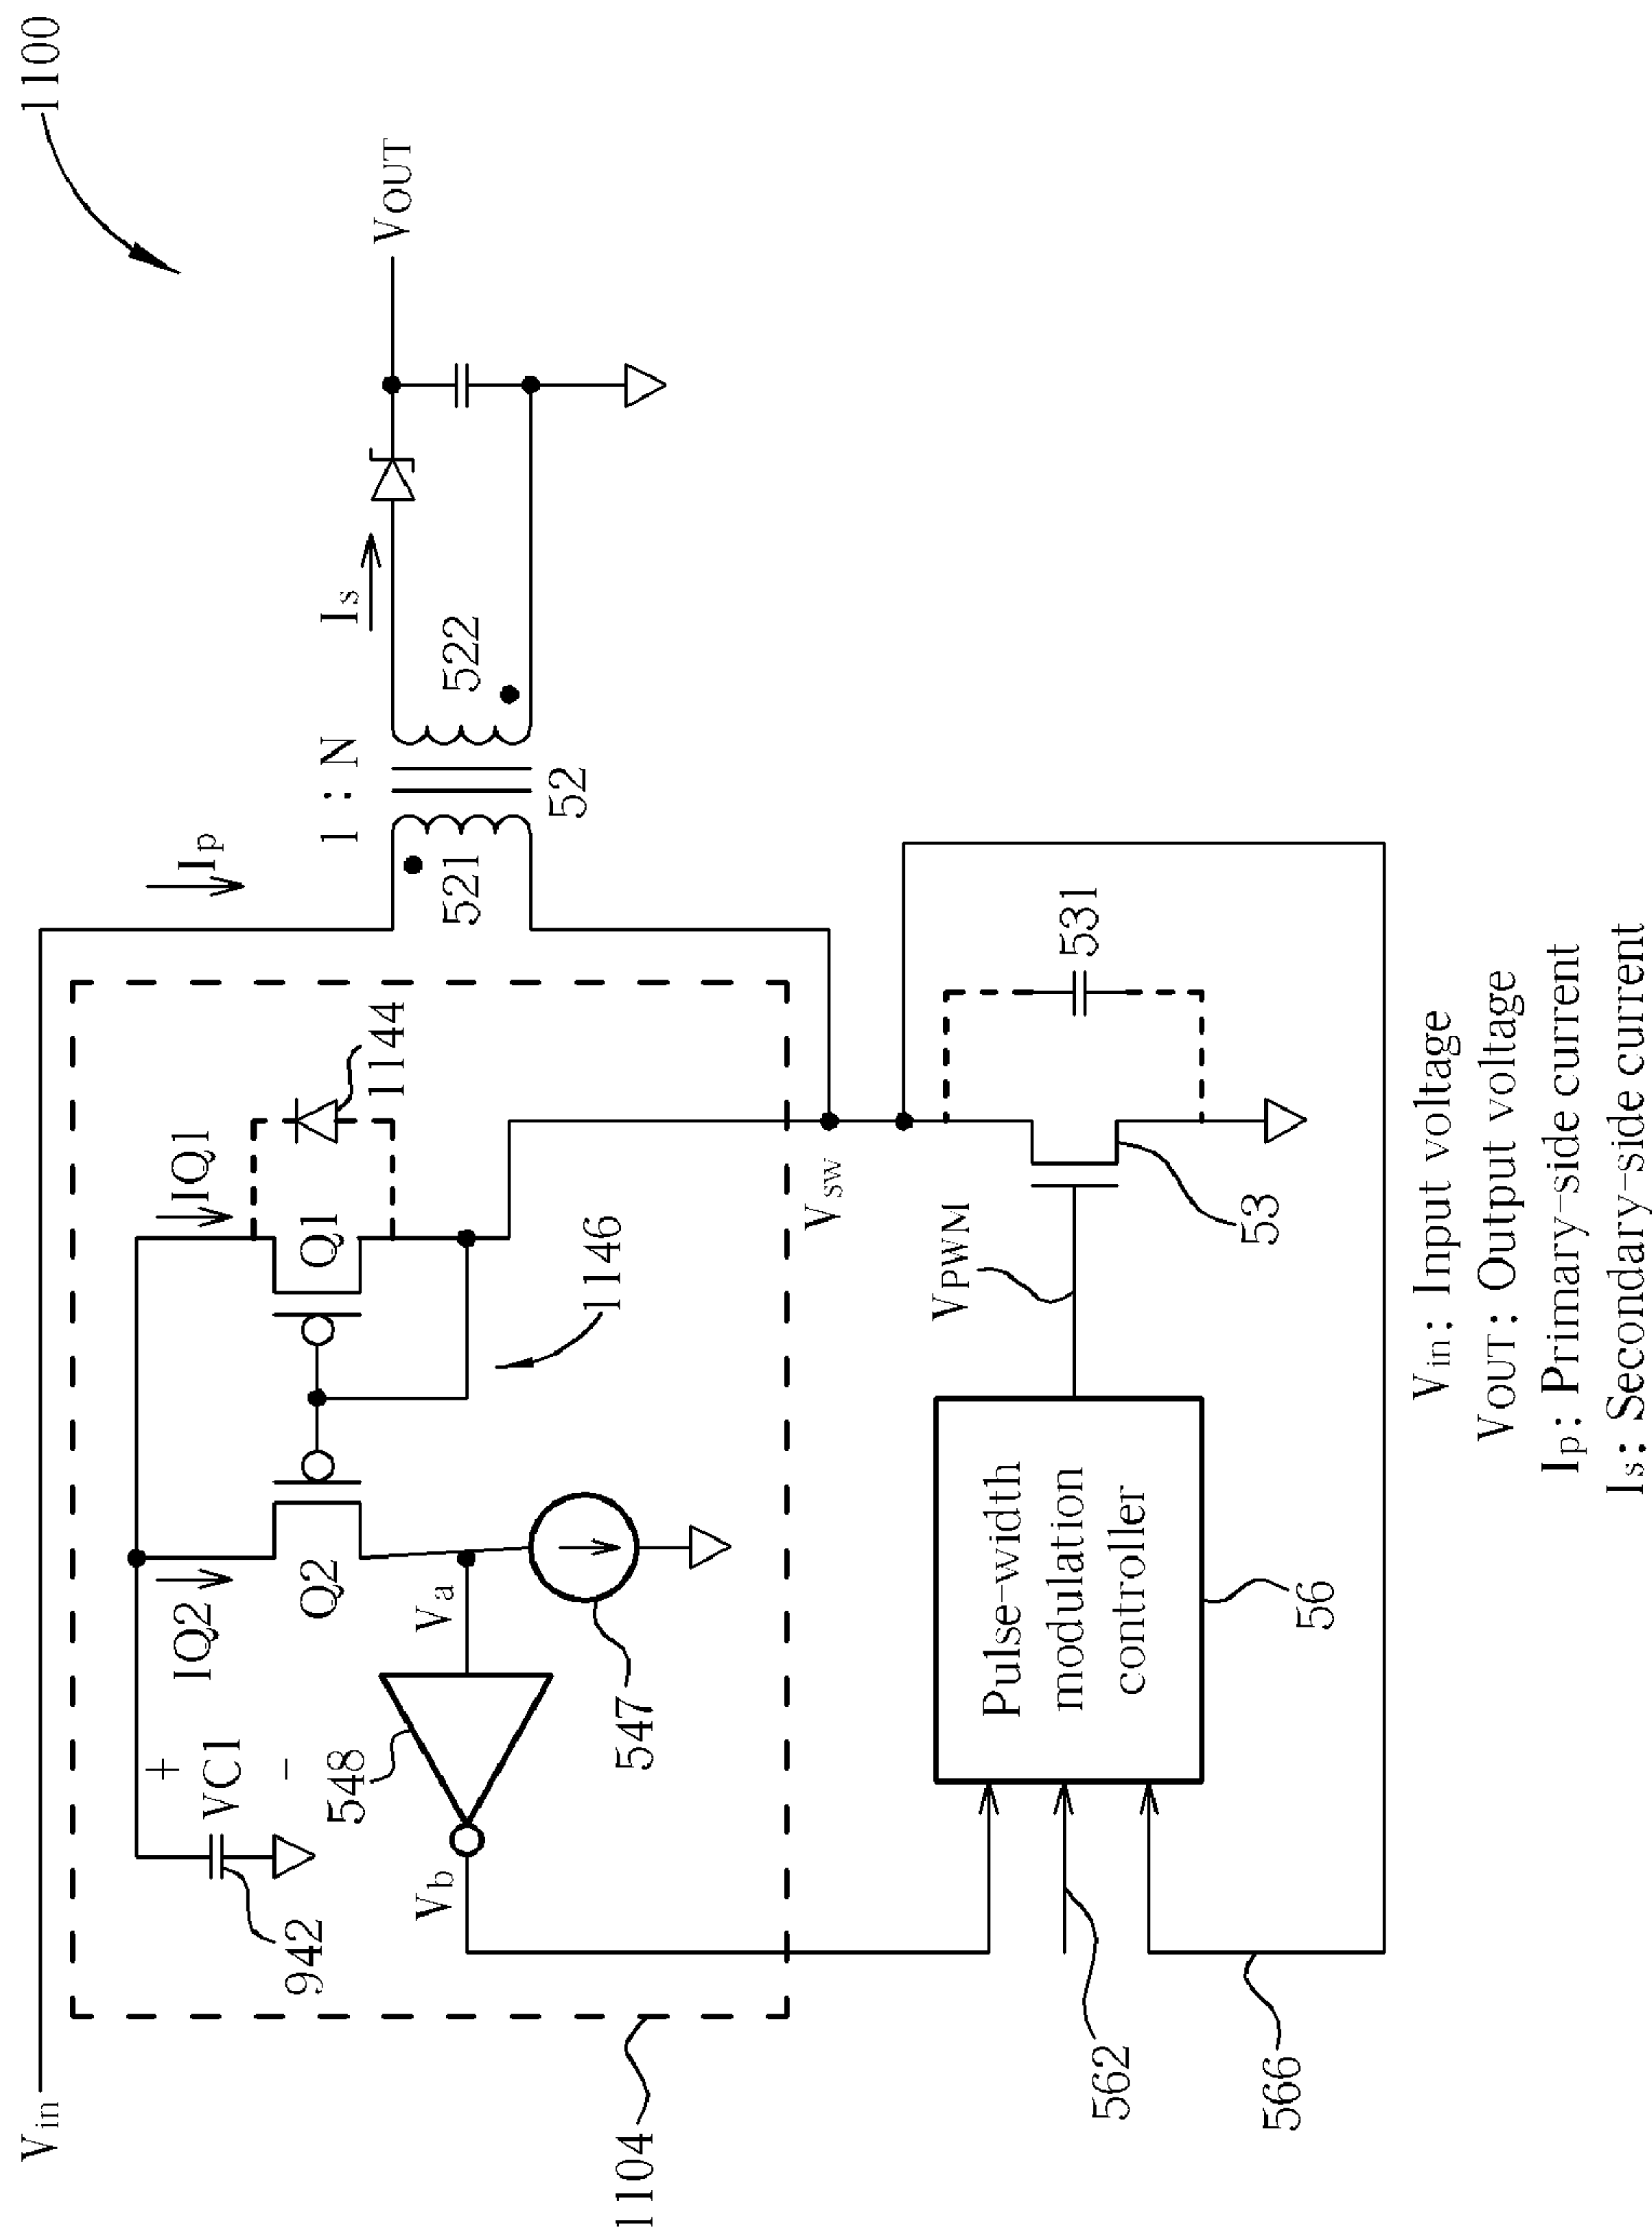 1100
Vin
Ip
1 : N
Is
VOUT
521
522
52
942
+
VC1
-
IQ2
IQ1
Q2
Q1
1144
548
Va
Vb
547
1146
1104
Vsw
VPWM
531
53
Pulse-width
modulation
controller
56
562
566
Vin: Input voltage
VOUT: Output voltage
Ip: Primary-side current
Is: Secondary-side current